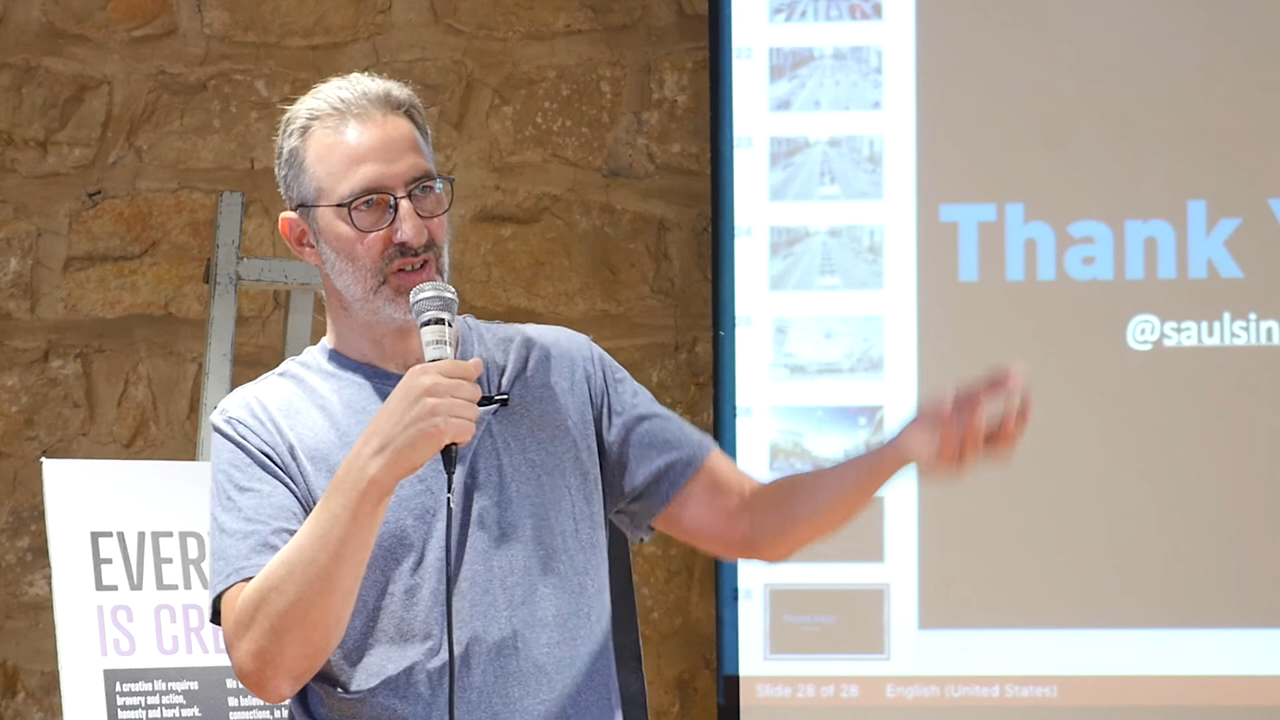 EVER
IS CRE
A creative life requires
bravery and action,
honesty and hard work.
We
We believe
connections, in
Thank
@saulsin
Slide 28 of 28 English (United States)